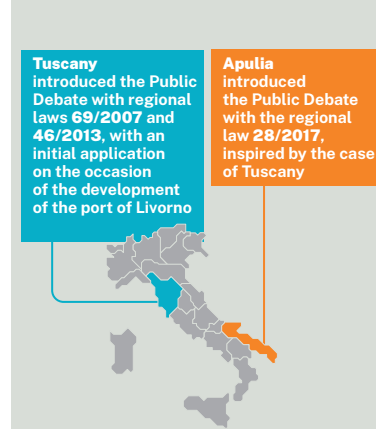 Tuscany
introduced the Public
Debate with regional
laws 69/2007 and
46/2013, with an
initial application
on the occasion
of the development
of the port of Livorno
Apulia
introduced
the Public Debate
with the regional
law 28/2017,
inspired by the case
of Tuscany